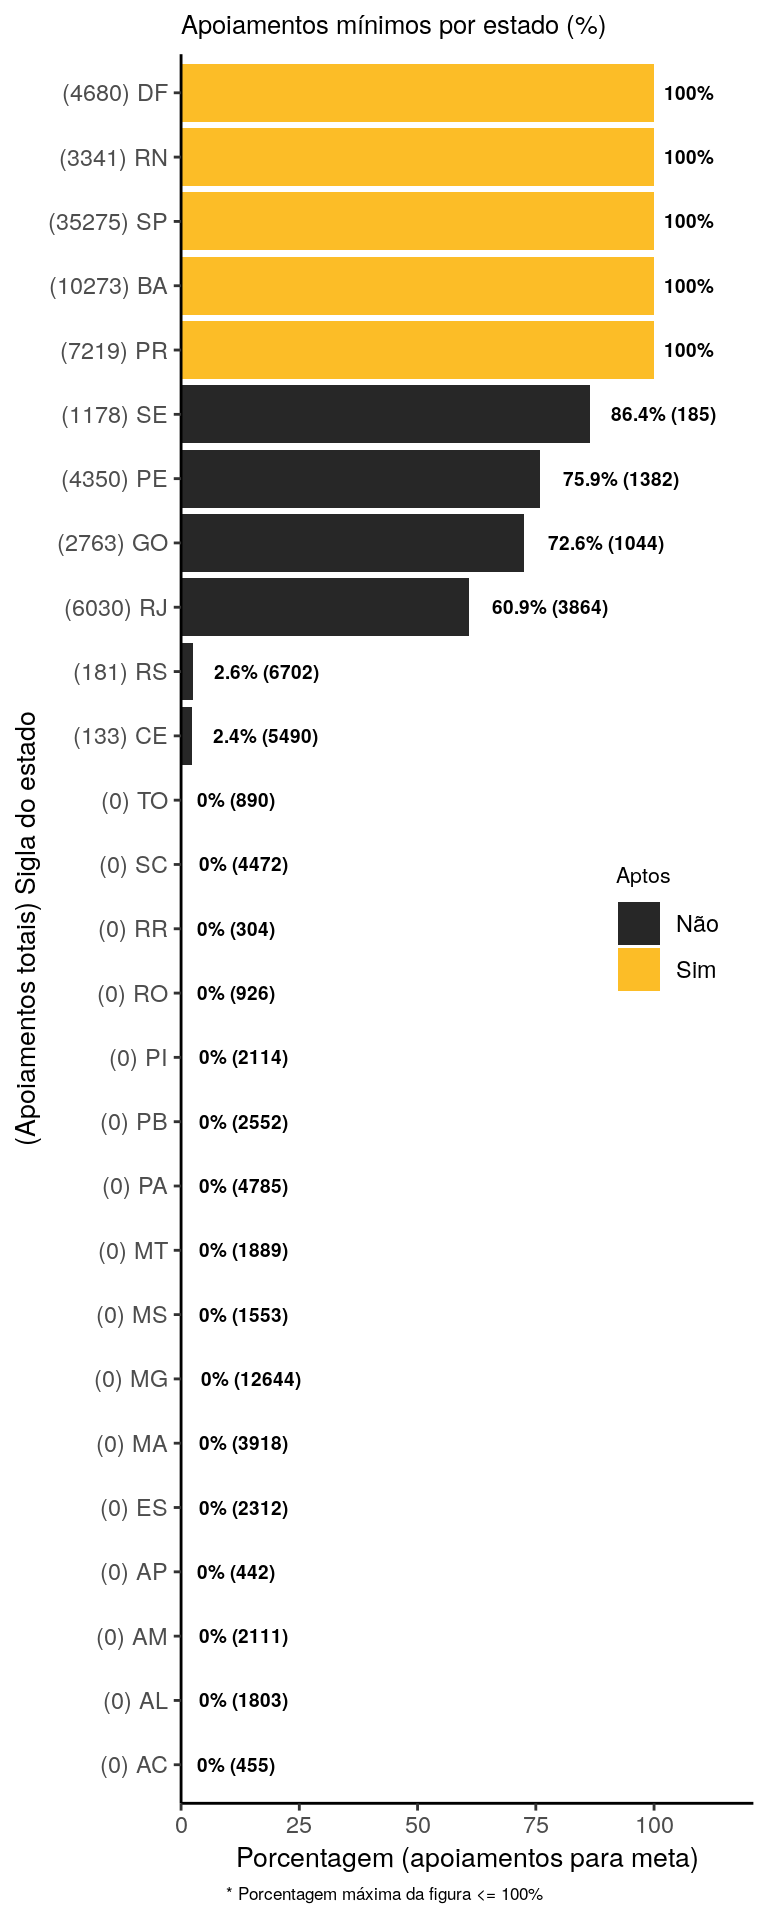 Apoiamentos mínimos por estado (%)
(4680) DF 100%
(3341) RN 100%
(35275) SP 100%
(10273) BA 100%
(7219) PR 100%
(1178) SE 86.4% (185)
(4350) PE 75.9% (1382)
(2763) GO 72.6% (1044)
(6030) RJ 60.9% (3864)
(181) RS 2.6% (6702)
(133) CE 2.4% (5490)
(0) TO 0% (890)
(0) SC 0% (4472)
(0) RR 0% (304)
(0) RO 0% (926)
(0) PI 0% (2114)
(0) PB 0% (2552)
(0) PA 0% (4785)
(0) MT 0% (1889)
(0) MS 0% (1553)
(0) MG 0% (12644)
(0) MA 0% (3918)
(0) ES 0% (2312)
(0) AP 0% (442)
(0) AM 0% (2111)
(0) AL 0% (1803)
(0) AC 0% (455)
(Apoiamentos totais) Sigla do estado
Aptos
Não
Sim
0 25 50 75 100
Porcentagem (apoiamentos para meta)
* Porcentagem máxima da figura <= 100%